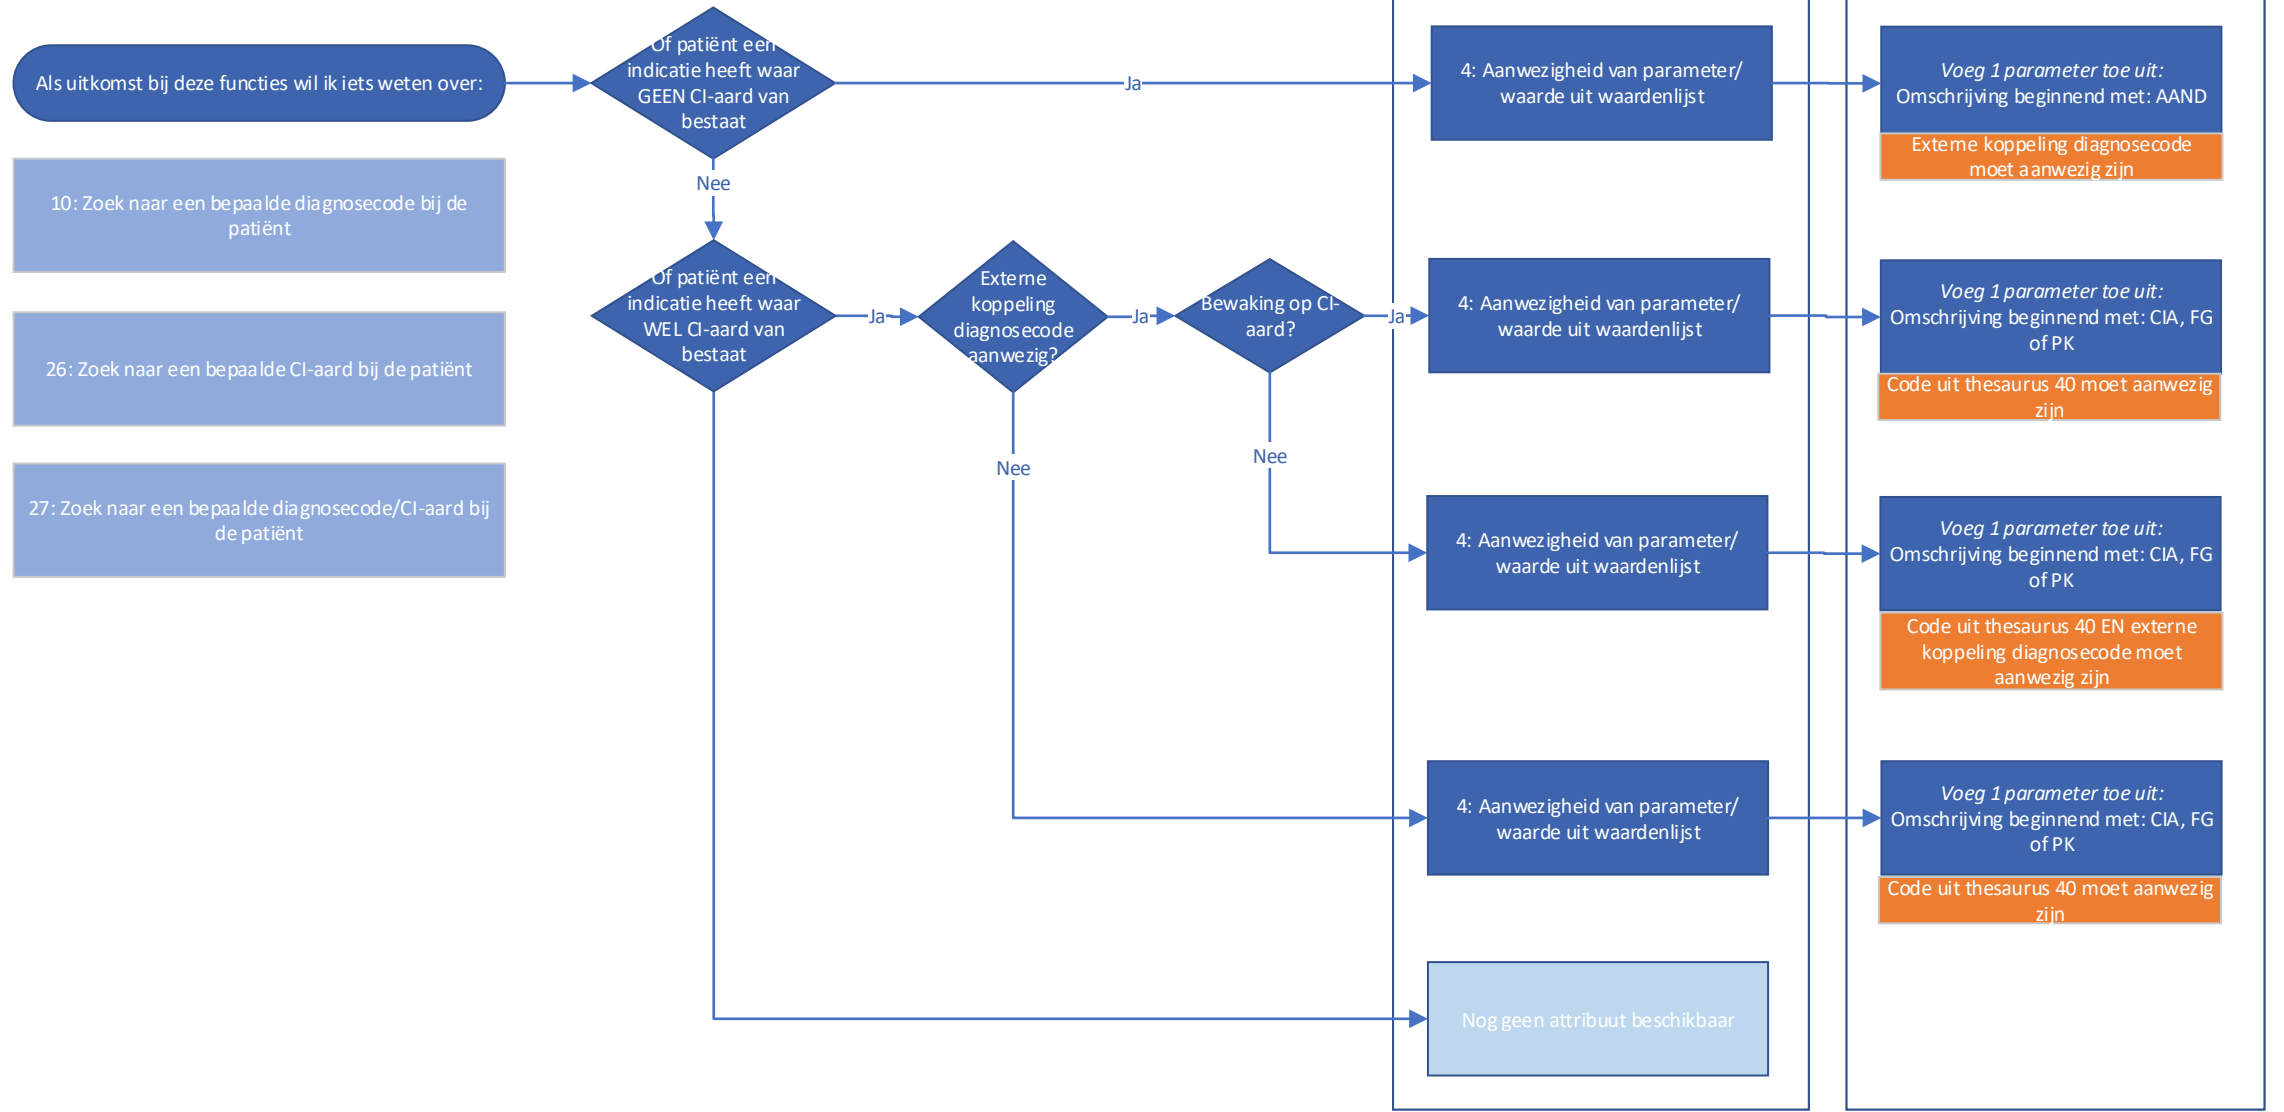 Als uitkomst bij deze functies wil ik iets weten over:
10: Zoek naar een bepaalde diagnosecode bij de
patiënt
26: Zoek naar een bepaalde CI-aard bij de patiënt
27: Zoek naar een bepaalde diagnosecode/CI-aard bij
de patiënt
Of patiënt een
indicatie heeft waar
GEEN CI-aard van
bestaat
Ja
Nee
4: Aanwezigheid van parameter/
waarde uit waardenlijst
Voeg 1 parameter toe uit:
Omschrijving beginnend met: AAND
Externe koppeling diagnosecode
moet aanwezig zijn
Of patiënt een
indicatie heeft waar
WEL CI-aard van
bestaat
Ja
Externe
koppeling
diagnosecode
aanwezig?
Ja
Nee
Bewaking op CI-
aard?
Ja
Nee
4: Aanwezigheid van parameter/
waarde uit waardenlijst
Voeg 1 parameter toe uit:
Omschrijving beginnend met: CIA, FG
of PK
Code uit thesaurus 40 moet aanwezig
zijn
4: Aanwezigheid van parameter/
waarde uit waardenlijst
Voeg 1 parameter toe uit:
Omschrijving beginnend met: CIA, FG
of PK
Code uit thesaurus 40 EN externe
koppeling diagnosecode moet
aanwezig zijn
4: Aanwezigheid van parameter/
waarde uit waardenlijst
Voeg 1 parameter toe uit:
Omschrijving beginnend met: CIA, FG
of PK
Code uit thesaurus 40 moet aanwezig
zijn
Nog geen attribuut beschikbaar